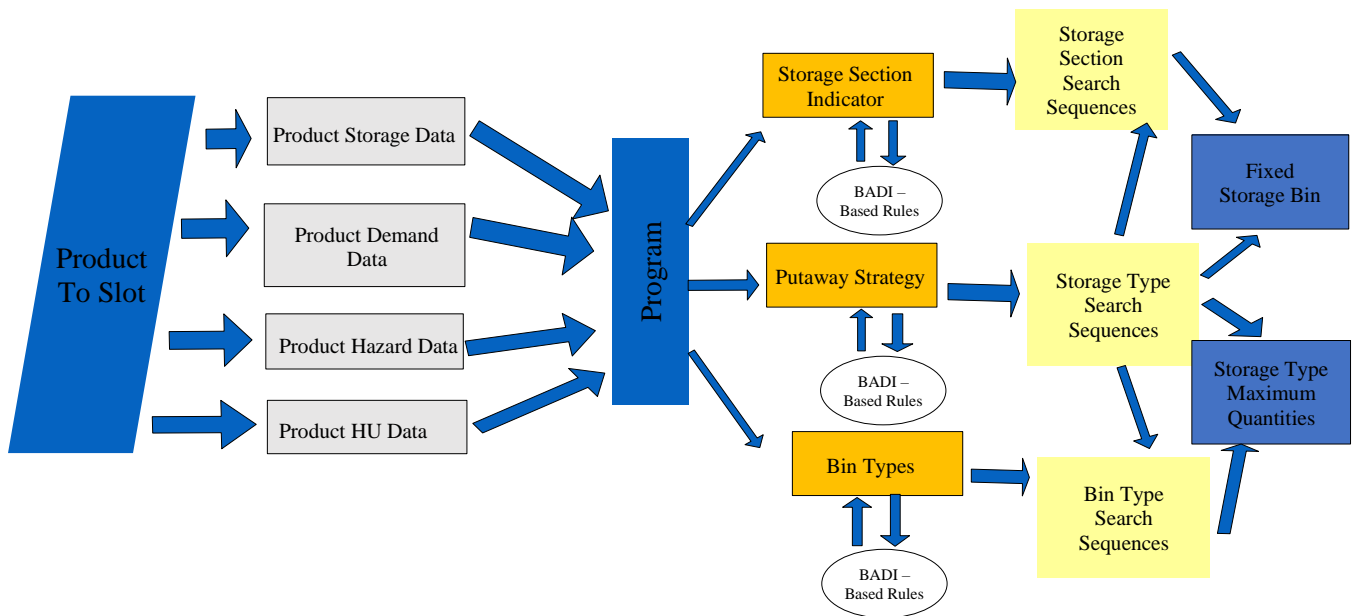 Product
To Slot
Product Storage Data
Product Demand
Data
Product Hazard Data
Product HU Data
Program
Storage Section
Indicator
BADI –
Based Rules
Putaway Strategy
BADI –
Based Rules
Bin Types
BADI –
Based Rules
Storage
Section
Search
Sequences
Storage Type
Search
Sequences
Bin Type
Search
Sequences
Fixed
Storage Bin
Storage Type
Maximum
Quantities